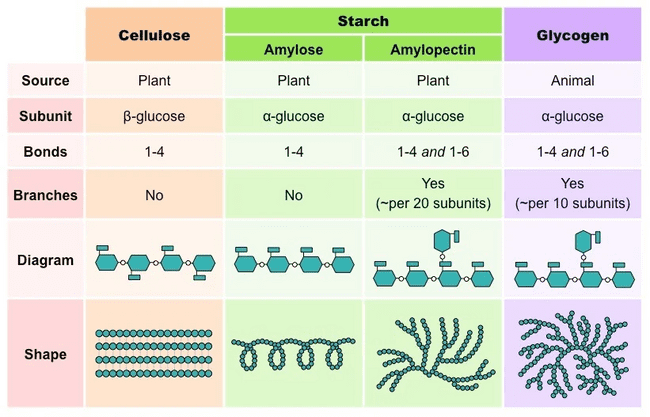 Cellulose
Starch
Glycogen
Amylose
Amylopectin
Source
Plant
Plant
Plant
Animal
Subunit
β-glucose
α-glucose
α-glucose
α-glucose
Bonds
1-4
1-4
1-4 and 1-6
1-4 and 1-6
Branches
No
No
Yes
(~per 20 subunits)
Yes
(~per 10 subunits)
Diagram
Shape